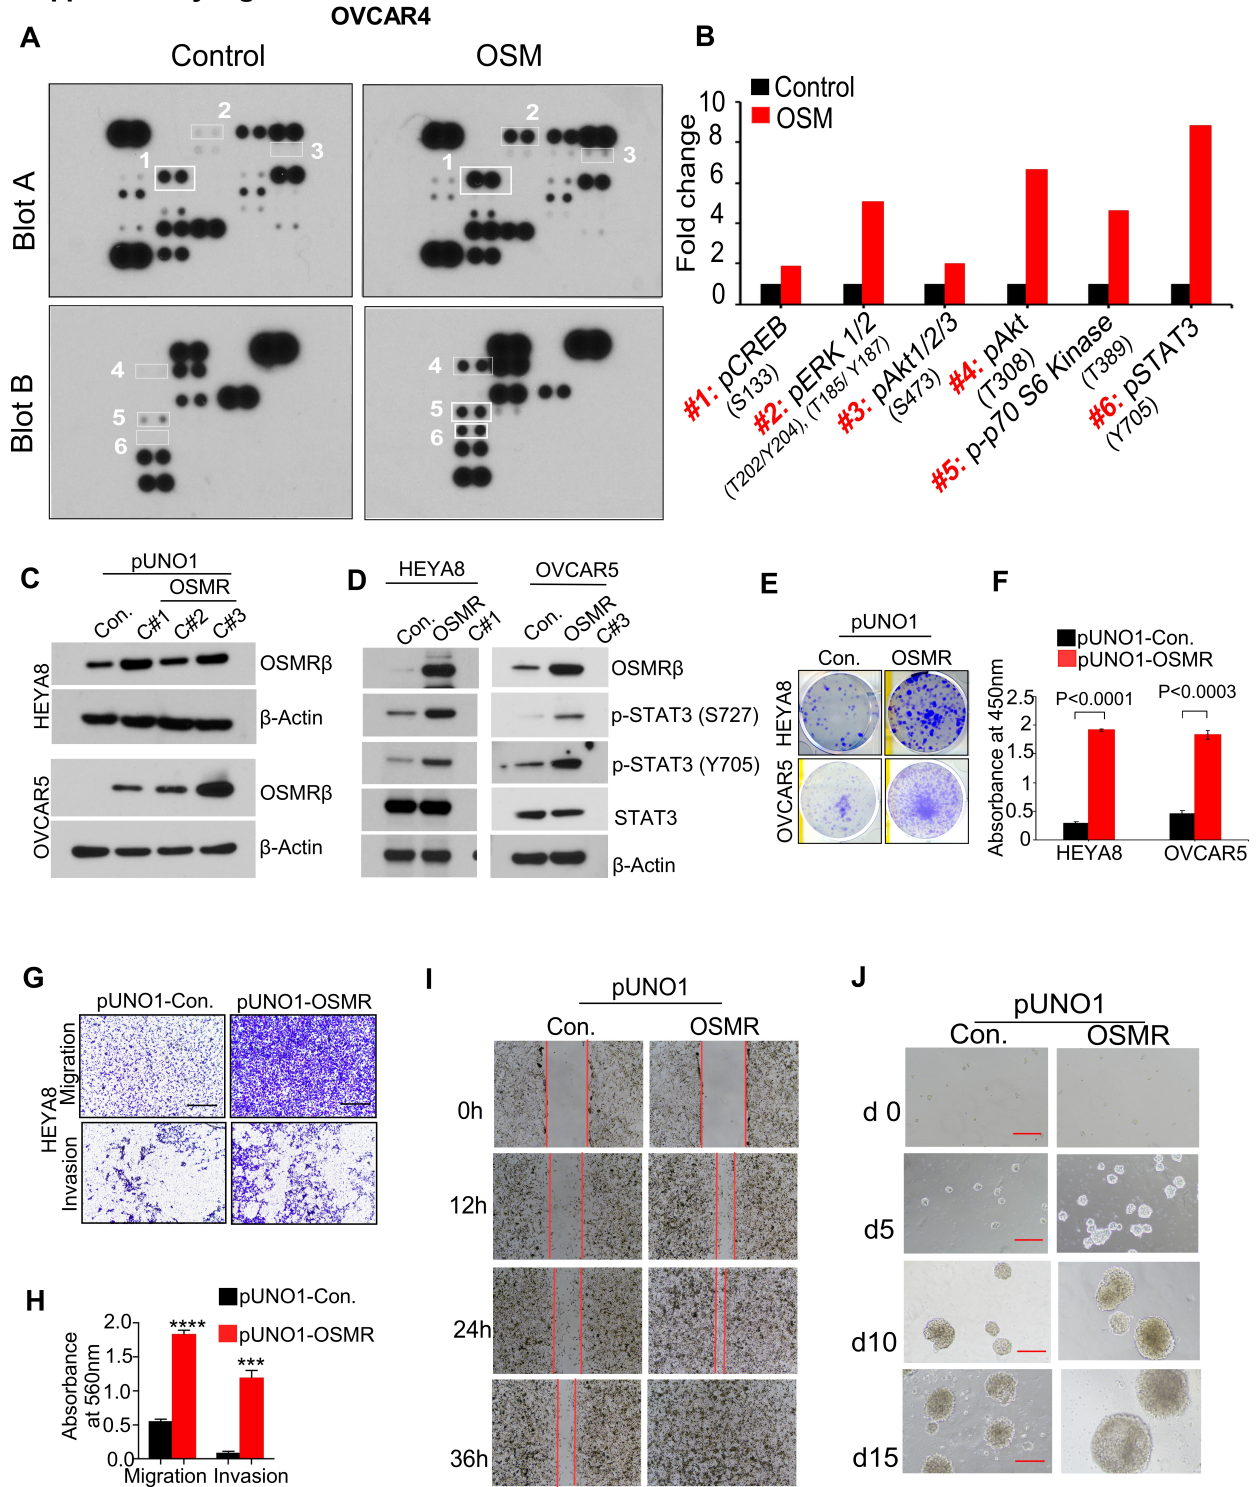 OVCAR4
A
Control
OSM
Blot A
1
2
3
1
2
3
Blot B
4
5
6
4
5
6
B
Control
OSM
Fold change
10
8
6
4
2
0
#1: pCREB
(S133)
#2: pERK 1/2
(T202/Y204), (T185/ Y187)
#3: pAkt1/2/3
(S473)
#4: pAkt
(T308)
#5: p-p70 S6 Kinase
(T389)
#6: pSTAT3
(Y705)
C
pUNO1
OSMR
Con.
C#1
C#2
C#3
HEYA8
OSMRβ
β-Actin
OVCAR5
OSMRβ
β-Actin
D
HEYA8
OVCAR5
Con.
OSMR
C#1
Con.
OSMR
C#3
OSMRβ
p-STAT3 (S727)
p-STAT3 (Y705)
STAT3
β-Actin
E
pUNO1
Con.
OSMR
HEYA8
OVCAR5
F
pUNO1-Con.
pUNO1-OSMR
Absorbance at 450nm
2.5
2
1.5
1
0.5
0
P<0.0001
P<0.0003
HEYA8
OVCAR5
G
pUNO1-Con.
pUNO1-OSMR
HEYA8
Migration
Invasion
H
pUNO1-Con.
pUNO1-OSMR
Absorbance
at 560nm
2.0
1.5
1.0
0.5
0.0
****
***
Migration
Invasion
I
pUNO1
Con.
OSMR
0h
12h
24h
36h
J
pUNO1
Con.
OSMR
d 0
d5
d10
d15